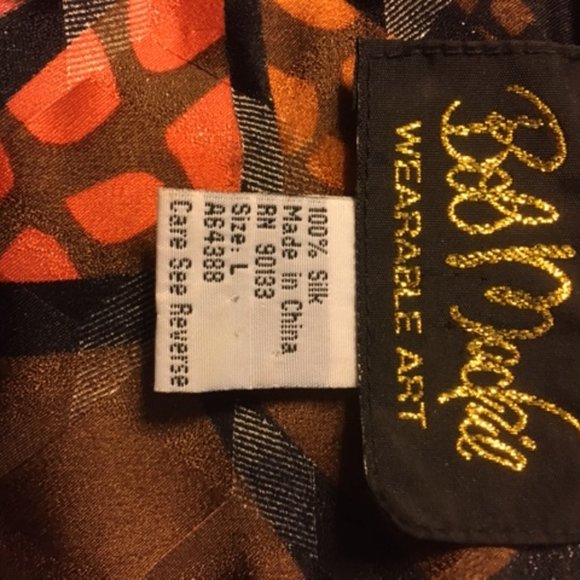 Bob Mackie
WEARABLE ART
100% Silk
Made in China
RN 90133
Size: L
A64388
Care See Reverse